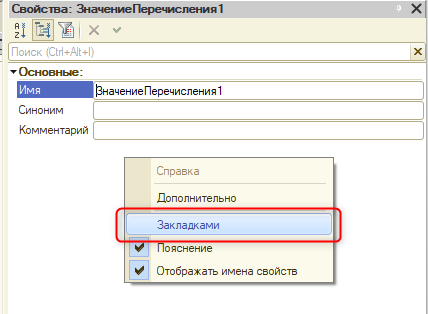 Свойства: ЗначениеПеречисления1
Поиск (Ctrl+Alt+I)
Основные:
Имя ЗначениеПеречисления1
Синоним
Комментарий
Справка
Дополнительно
Закладками
Пояснение
Отображать имена свойств